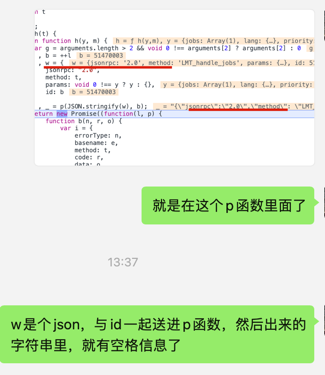 t
h(t) {
n function h(y, m) { h = ƒ h(y,m), y = {jobs: Array(1), lang: {…}, priority:
ar g = arguments.length > 2 && void 0 !== arguments[2] ? arguments[2] : 0 g
, b = ++l b = 51470003
, w = { w = {jsonrpc: '2.0', method: 'LMT_handle_jobs', params: {…}, id: 51
jsonrpc: "2.0",
method: t,
params: void 0 !== y ? y : {}, y = {jobs: Array(1), lang: {…}, priority:
id: b b = 51470003
, _ = p(JSON.stringify(w), b); _ = "{\"jsonrpc\":\"2.0\",\"method\": \"LMT_
eturn new Promise((function(l, p) {
function b(n, r, o) {
var i = {
errorType: n,
basename: e,
method: t,
code: r,
data: o
就是在这个p函数里面了
13:37
w是个json，与id一起送进p函数，然后出来的
字符串里，就有空格信息了